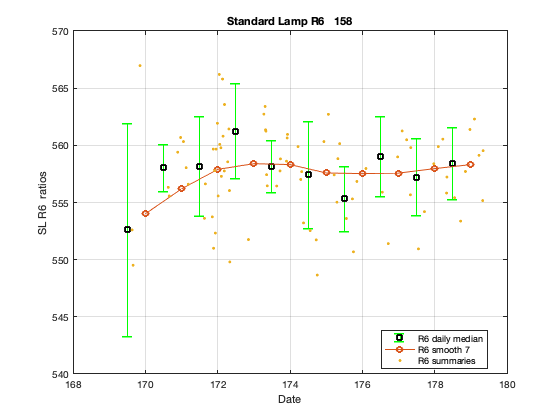 Standard Lamp R6 158
SL R6 ratios
570
565
560
555
550
545
540
168
170
172
174
176
178
180
Date
R6 daily median
R6 smooth 7
R6 summaries